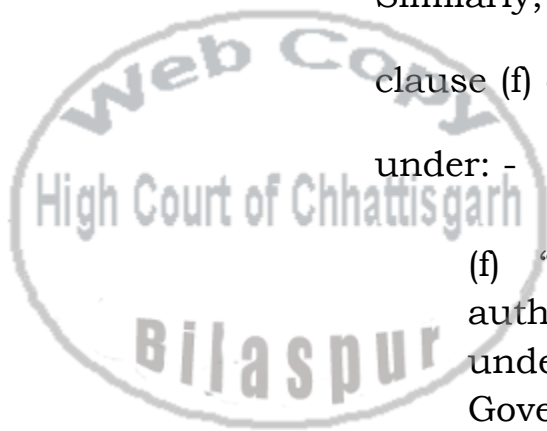 Similarly,
clause (f)
under: -
Web Copy
High Court of Chhattisgarh
Bilaspur
(f) “
auth
unde
Gove